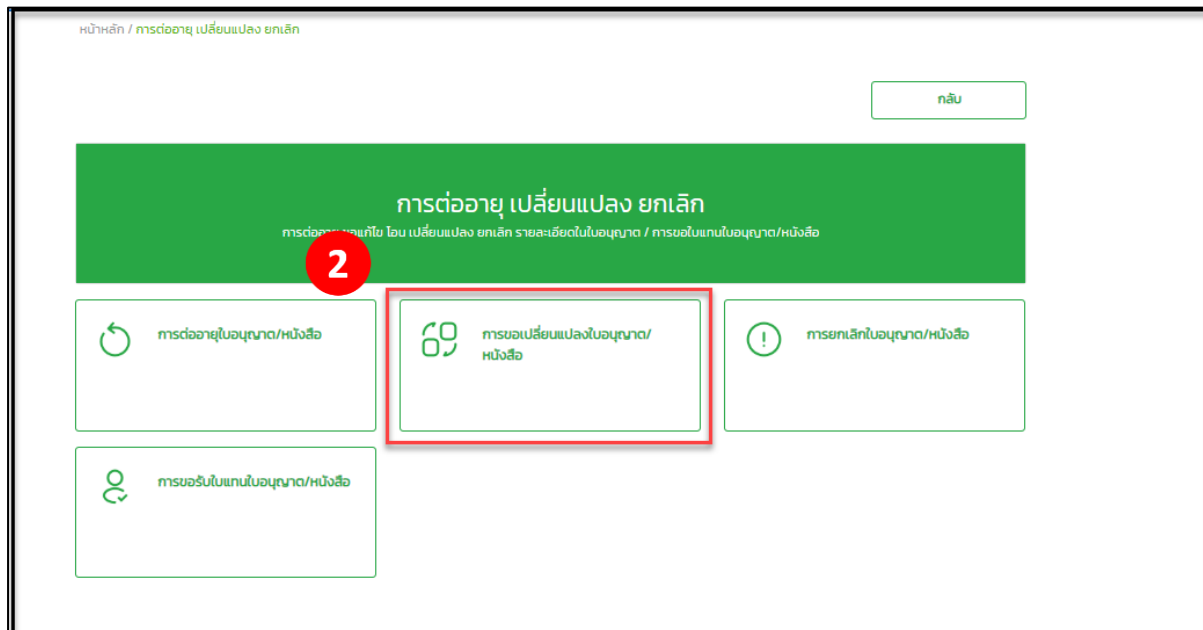 หน้าหลัก / การต่ออายุ เปลี่ยนแปลง ยกเลิก
กลับ
การต่ออายุ เปลี่ยนแปลง ยกเลิก
การต่ออายุ ขอแก้ไข โอน เปลี่ยนแปลง ยกเลิก รายละเอียดในใบอนุญาต / การขอใบแทนใบอนุญาต/หนังสือ
2
การต่ออายุใบอนุญาต/หนังสือ
การขอเปลี่ยนแปลงใบอนุญาต/
หนังสือ
การยกเลิกใบอนุญาต/หนังสือ
การขอรับใบแทนใบอนุญาต/หนังสือ